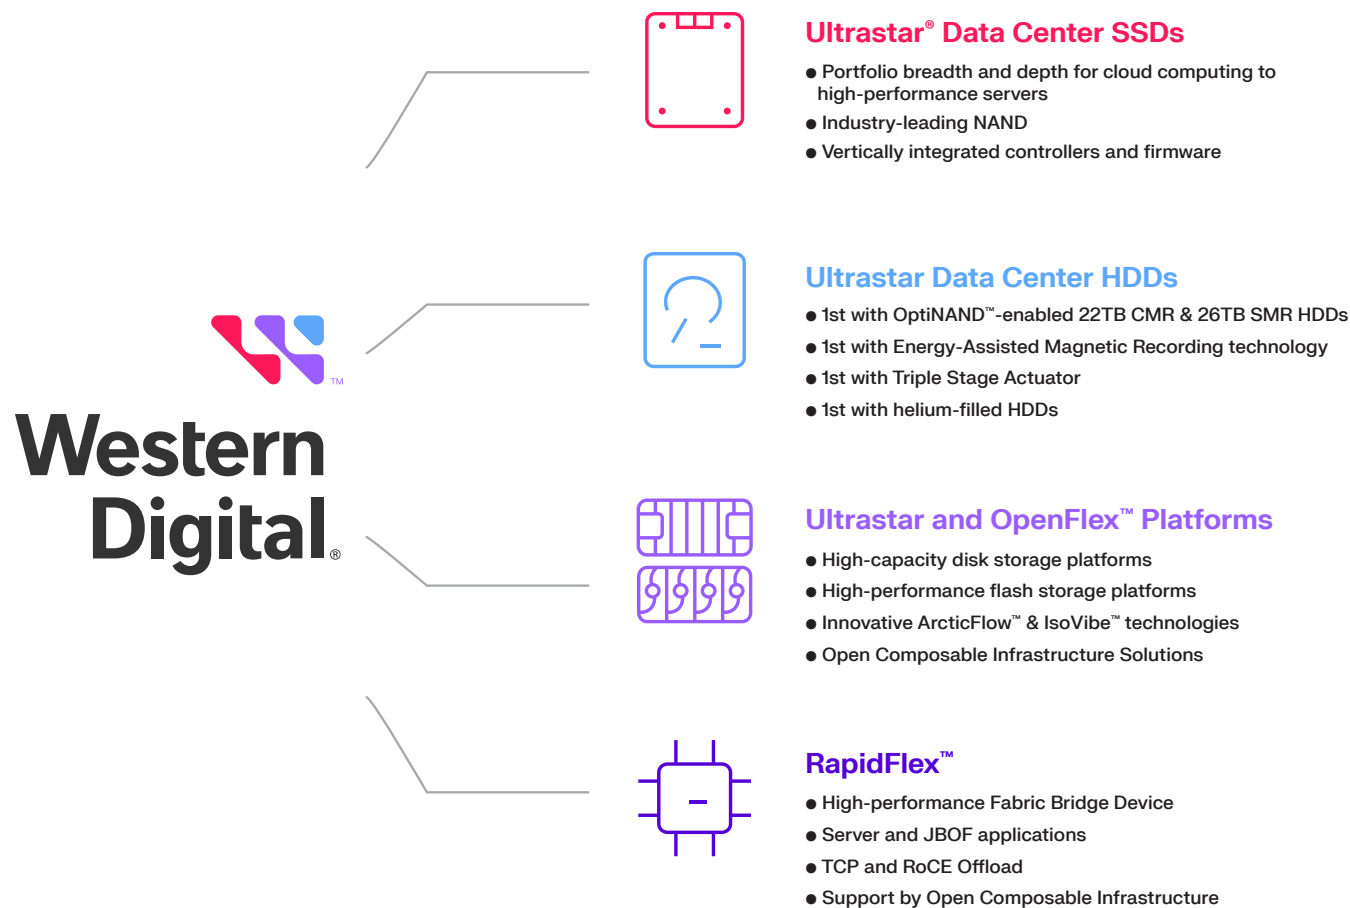 Ultrastar® Data Center SSDs
● Portfolio breadth and depth for cloud computing to
high-performance servers
● Industry-leading NAND
● Vertically integrated controllers and firmware
Ultrastar Data Center HDDs
● 1st with OptiNAND™-enabled 22TB CMR & 26TB SMR HDDs
● 1st with Energy-Assisted Magnetic Recording technology
● 1st with Triple Stage Actuator
● 1st with helium-filled HDDs
TM
Western
Digital®
Ultrastar and OpenFlex™ Platforms
● High-capacity disk storage platforms
● High-performance flash storage platforms
● Innovative ArcticFlow™ & IsoVibe™ technologies
● Open Composable Infrastructure Solutions
RapidFlex™
● High-performance Fabric Bridge Device
● Server and JBOF applications
● TCP and RoCE Offload
● Support by Open Composable Infrastructure